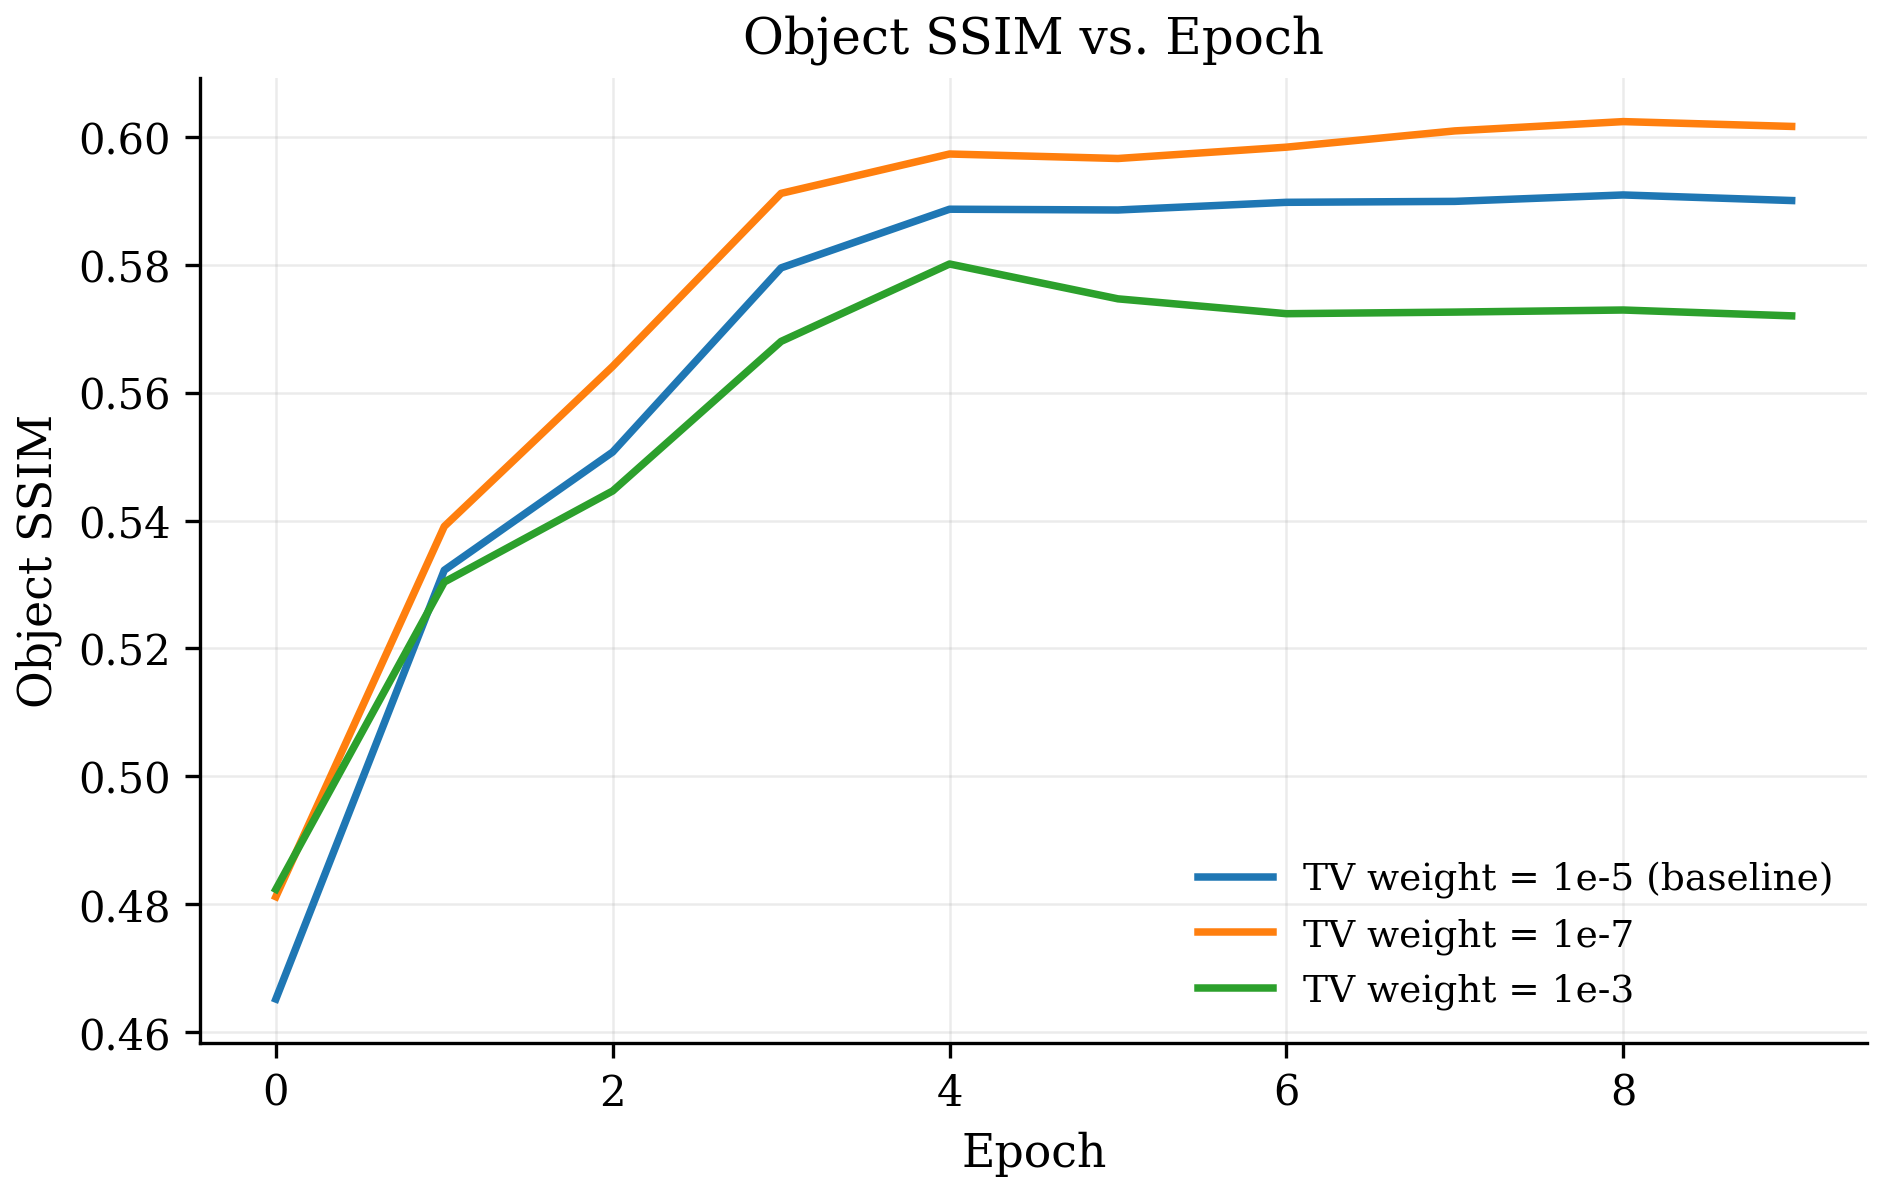 Object SSIM vs. Epoch
0.60
0.58
0.56
0.54
0.52
0.50
0.48
0.46
Object SSIM
TV weight = 1e-5 (baseline)
TV weight = 1e-7
TV weight = 1e-3
0 2 4 6 8
Epoch